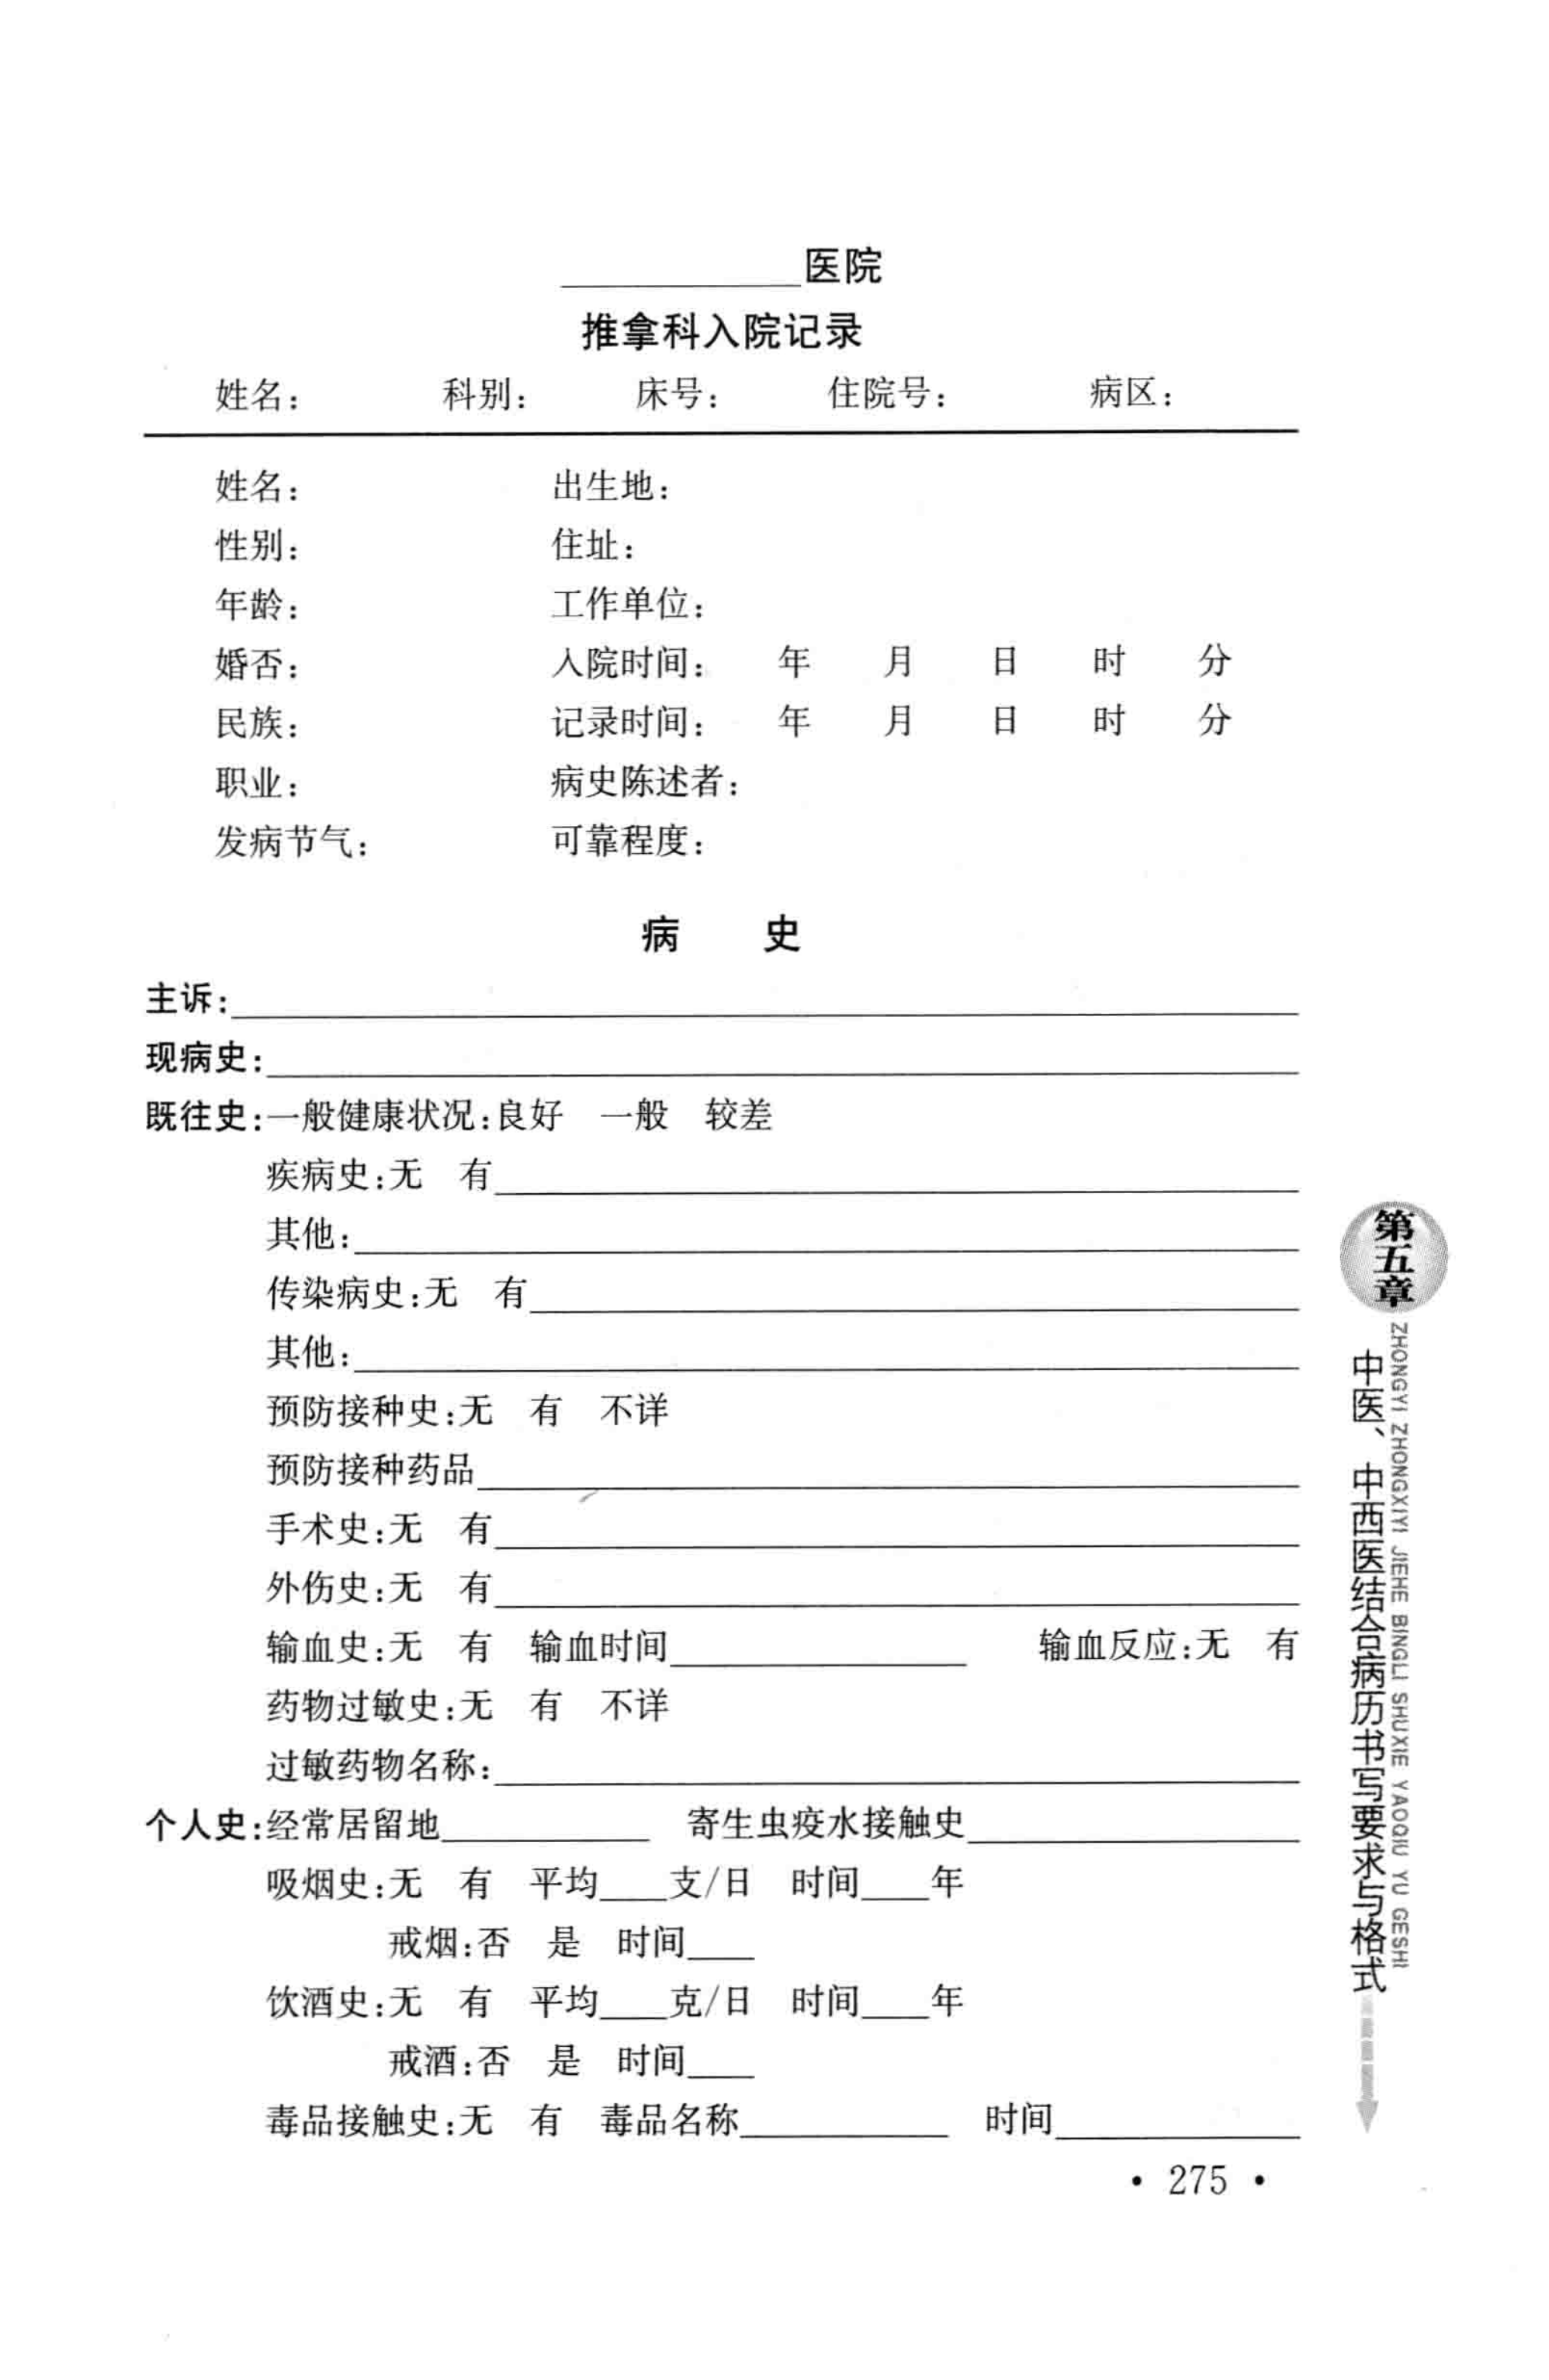 ____________医院
推拿科入院记录
姓名： 科别： 床号： 住院号： 病区：
姓名： 出生地：
性别： 住址：
年龄： 工作单位：
婚否： 入院时间： 年 月 日 时 分
民族： 记录时间： 年 月 日 时 分
职业： 病史陈述者：
发病节气： 可靠程度：
病 史
主诉：____________
现病史：____________
既往史：一般健康状况：良好 一般 较差
疾病史：无 有____________
其他：____________
传染病史：无 有____________
其他：____________
预防接种史：无 有 不详
预防接种药品____________
手术史：无 有____________
外伤史：无 有____________
输血史：无 有 输血时间____________ 输血反应：无 有
药物过敏史：无 有 不详
过敏药物名称：____________
个人史：经常居留地____________ 寄生虫疫水接触史____________
吸烟史：无 有 平均____支/日 时间____年
戒烟：否 是 时间____
饮酒史：无 有 平均____克/日 时间____年
戒酒：否 是 时间____
毒品接触史：无 有 毒品名称____________ 时间____________
• 275 •
第五章
中医、中西医结合病历书写要求与格式
ZHONGYI ZHONGXIYI JIEHE BINGLI SHUXIE YAOQIU YU GESHI